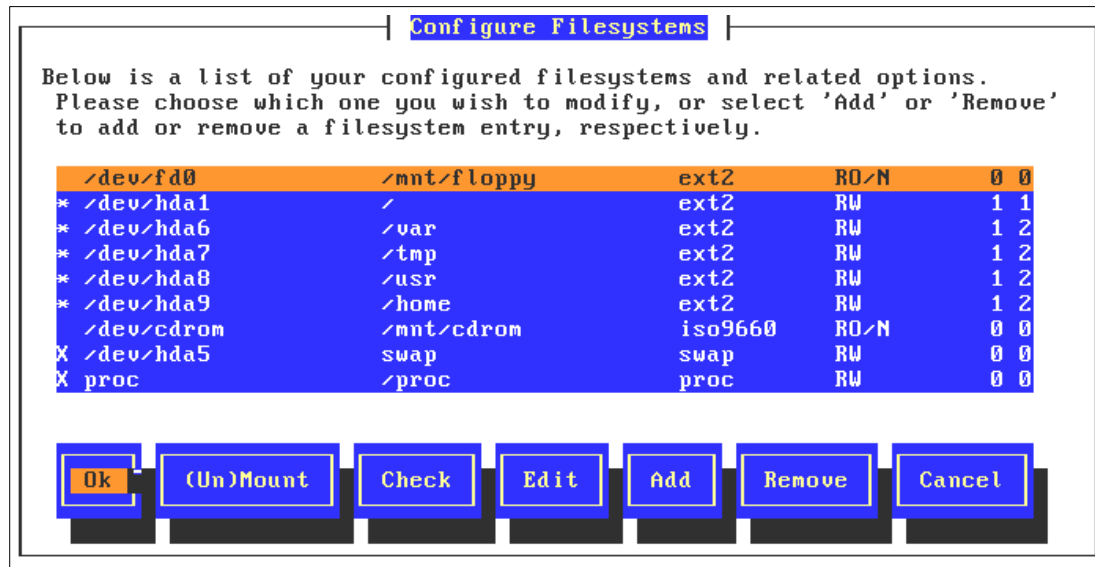 Configure Filesystems
Below is a list of your configured filesystems and related options.
Please choose which one you wish to modify, or select 'Add' or 'Remove'
to add or remove a filesystem entry, respectively.
/dev/fd0 /mnt/floppy ext2 RO/N 0 0
* /dev/hda1 / ext2 RW 1 1
* /dev/hda6 /var ext2 RW 1 2
* /dev/hda7 /tmp ext2 RW 1 2
* /dev/hda8 /usr ext2 RW 1 2
* /dev/hda9 /home ext2 RW 1 2
/dev/cdrom /mnt/cdrom iso9660 RO/N 0 0
X /dev/hda5 swap swap RW 0 0
X proc /proc proc RW 0 0
Ok (Un)Mount Check Edit Add Remove Cancel